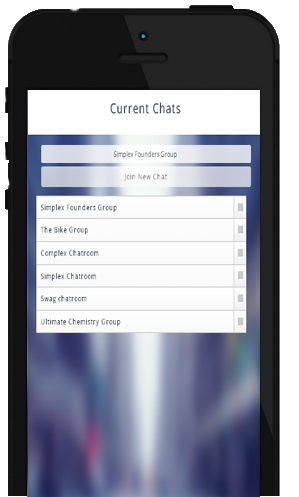 Current Chats
Simplex Founders Group
Join New Chat
Simplex Founders Group
The Bike Group
Complex Chatroom
Simplex Chatroom
Swag chatroom
Ultimate Chemistry Group